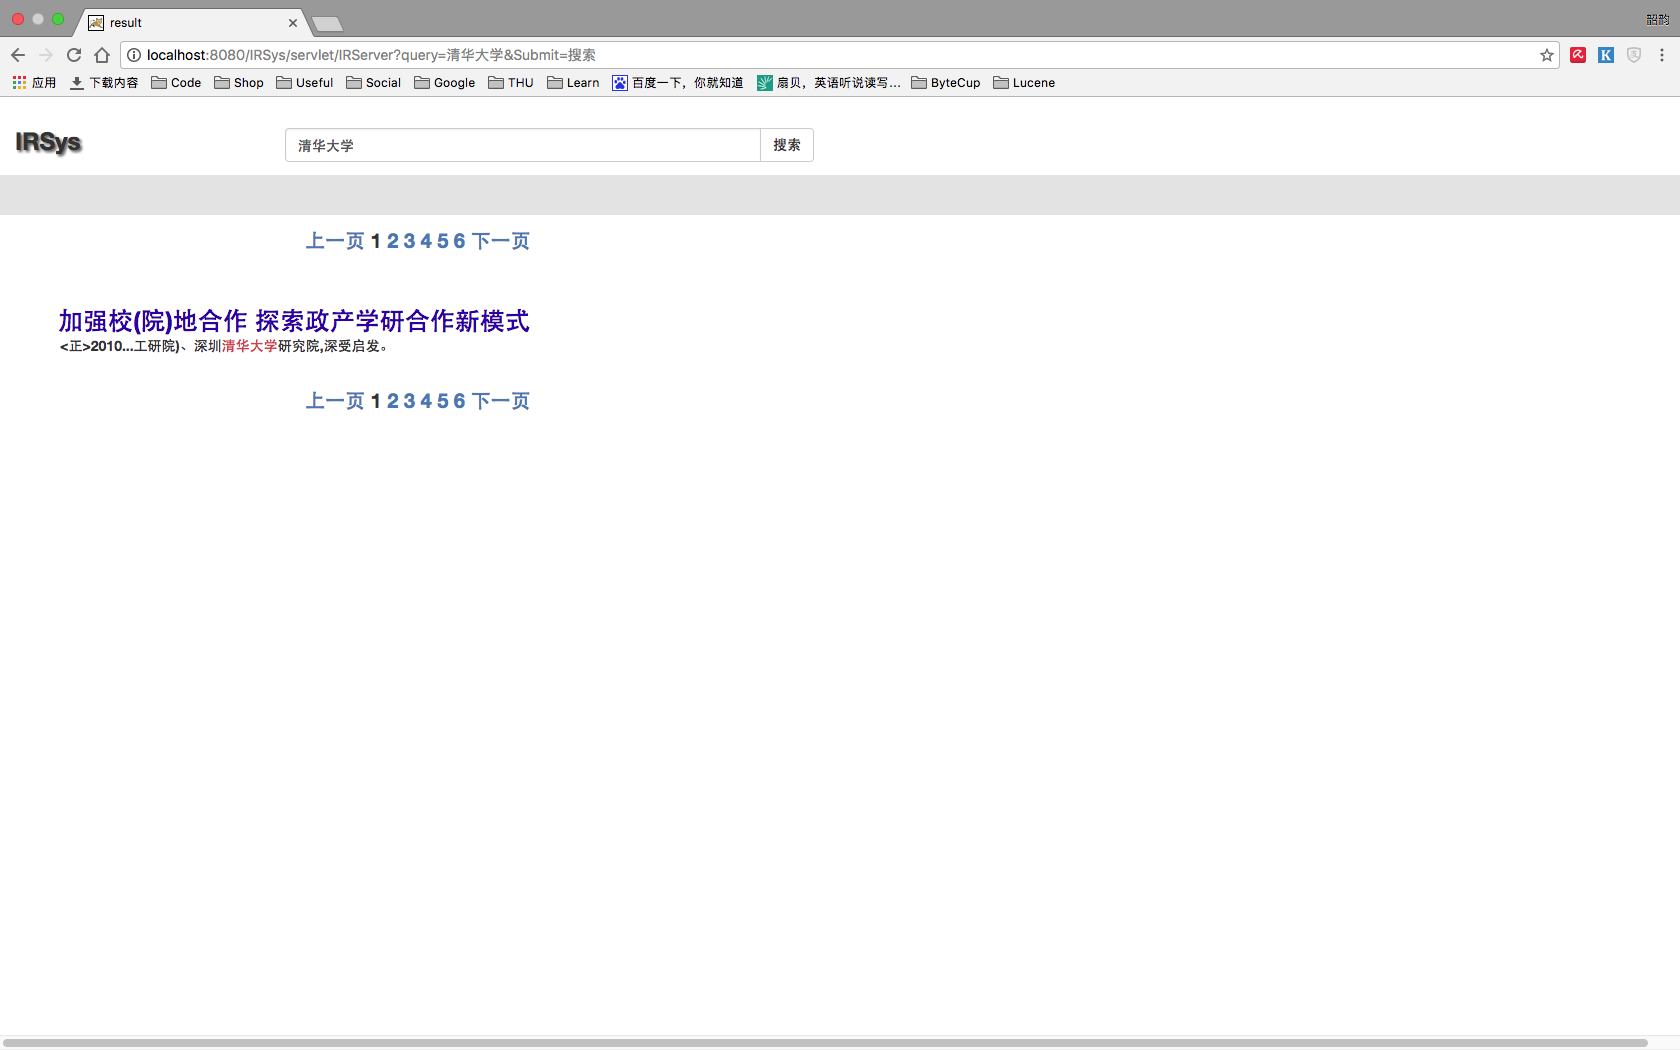 result
韶韵
localhost:8080/IRSys/servlet/IRServer?query=清华大学&Submit=搜索
应用 下载内容 Code Shop Useful Social Google THU Learn 百度一下，你就知道 扇贝，英语听说读写... ByteCup Lucene
IRSys
清华大学 搜索
上一页 1 2 3 4 5 6 下一页
加强校(院)地合作 探索政产学研合作新模式
<正>2010...工研院)、深圳清华大学研究院,深受启发。
上一页 1 2 3 4 5 6 下一页